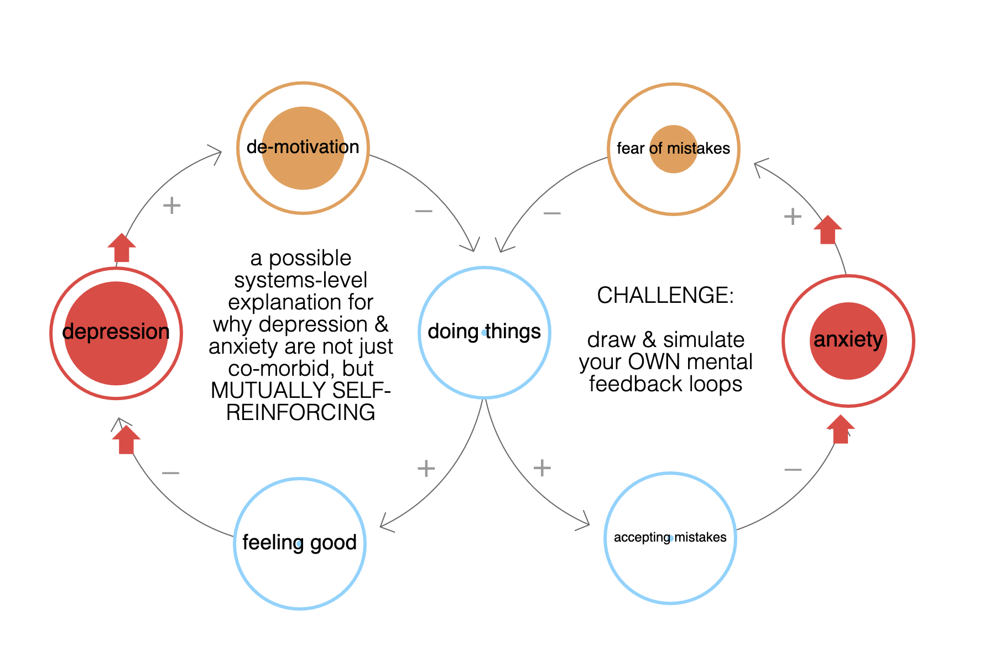 de-motivation
fear of mistakes
+
−
−
+
a possible
systems-level
explanation for
why depression &
anxiety are not just
co-morbid, but
MUTUALLY SELF-
REINFORCING
depression
doing things
CHALLENGE:
draw & simulate
your OWN mental
feedback loops
anxiety
−
+
+
−
feeling good
accepting mistakes